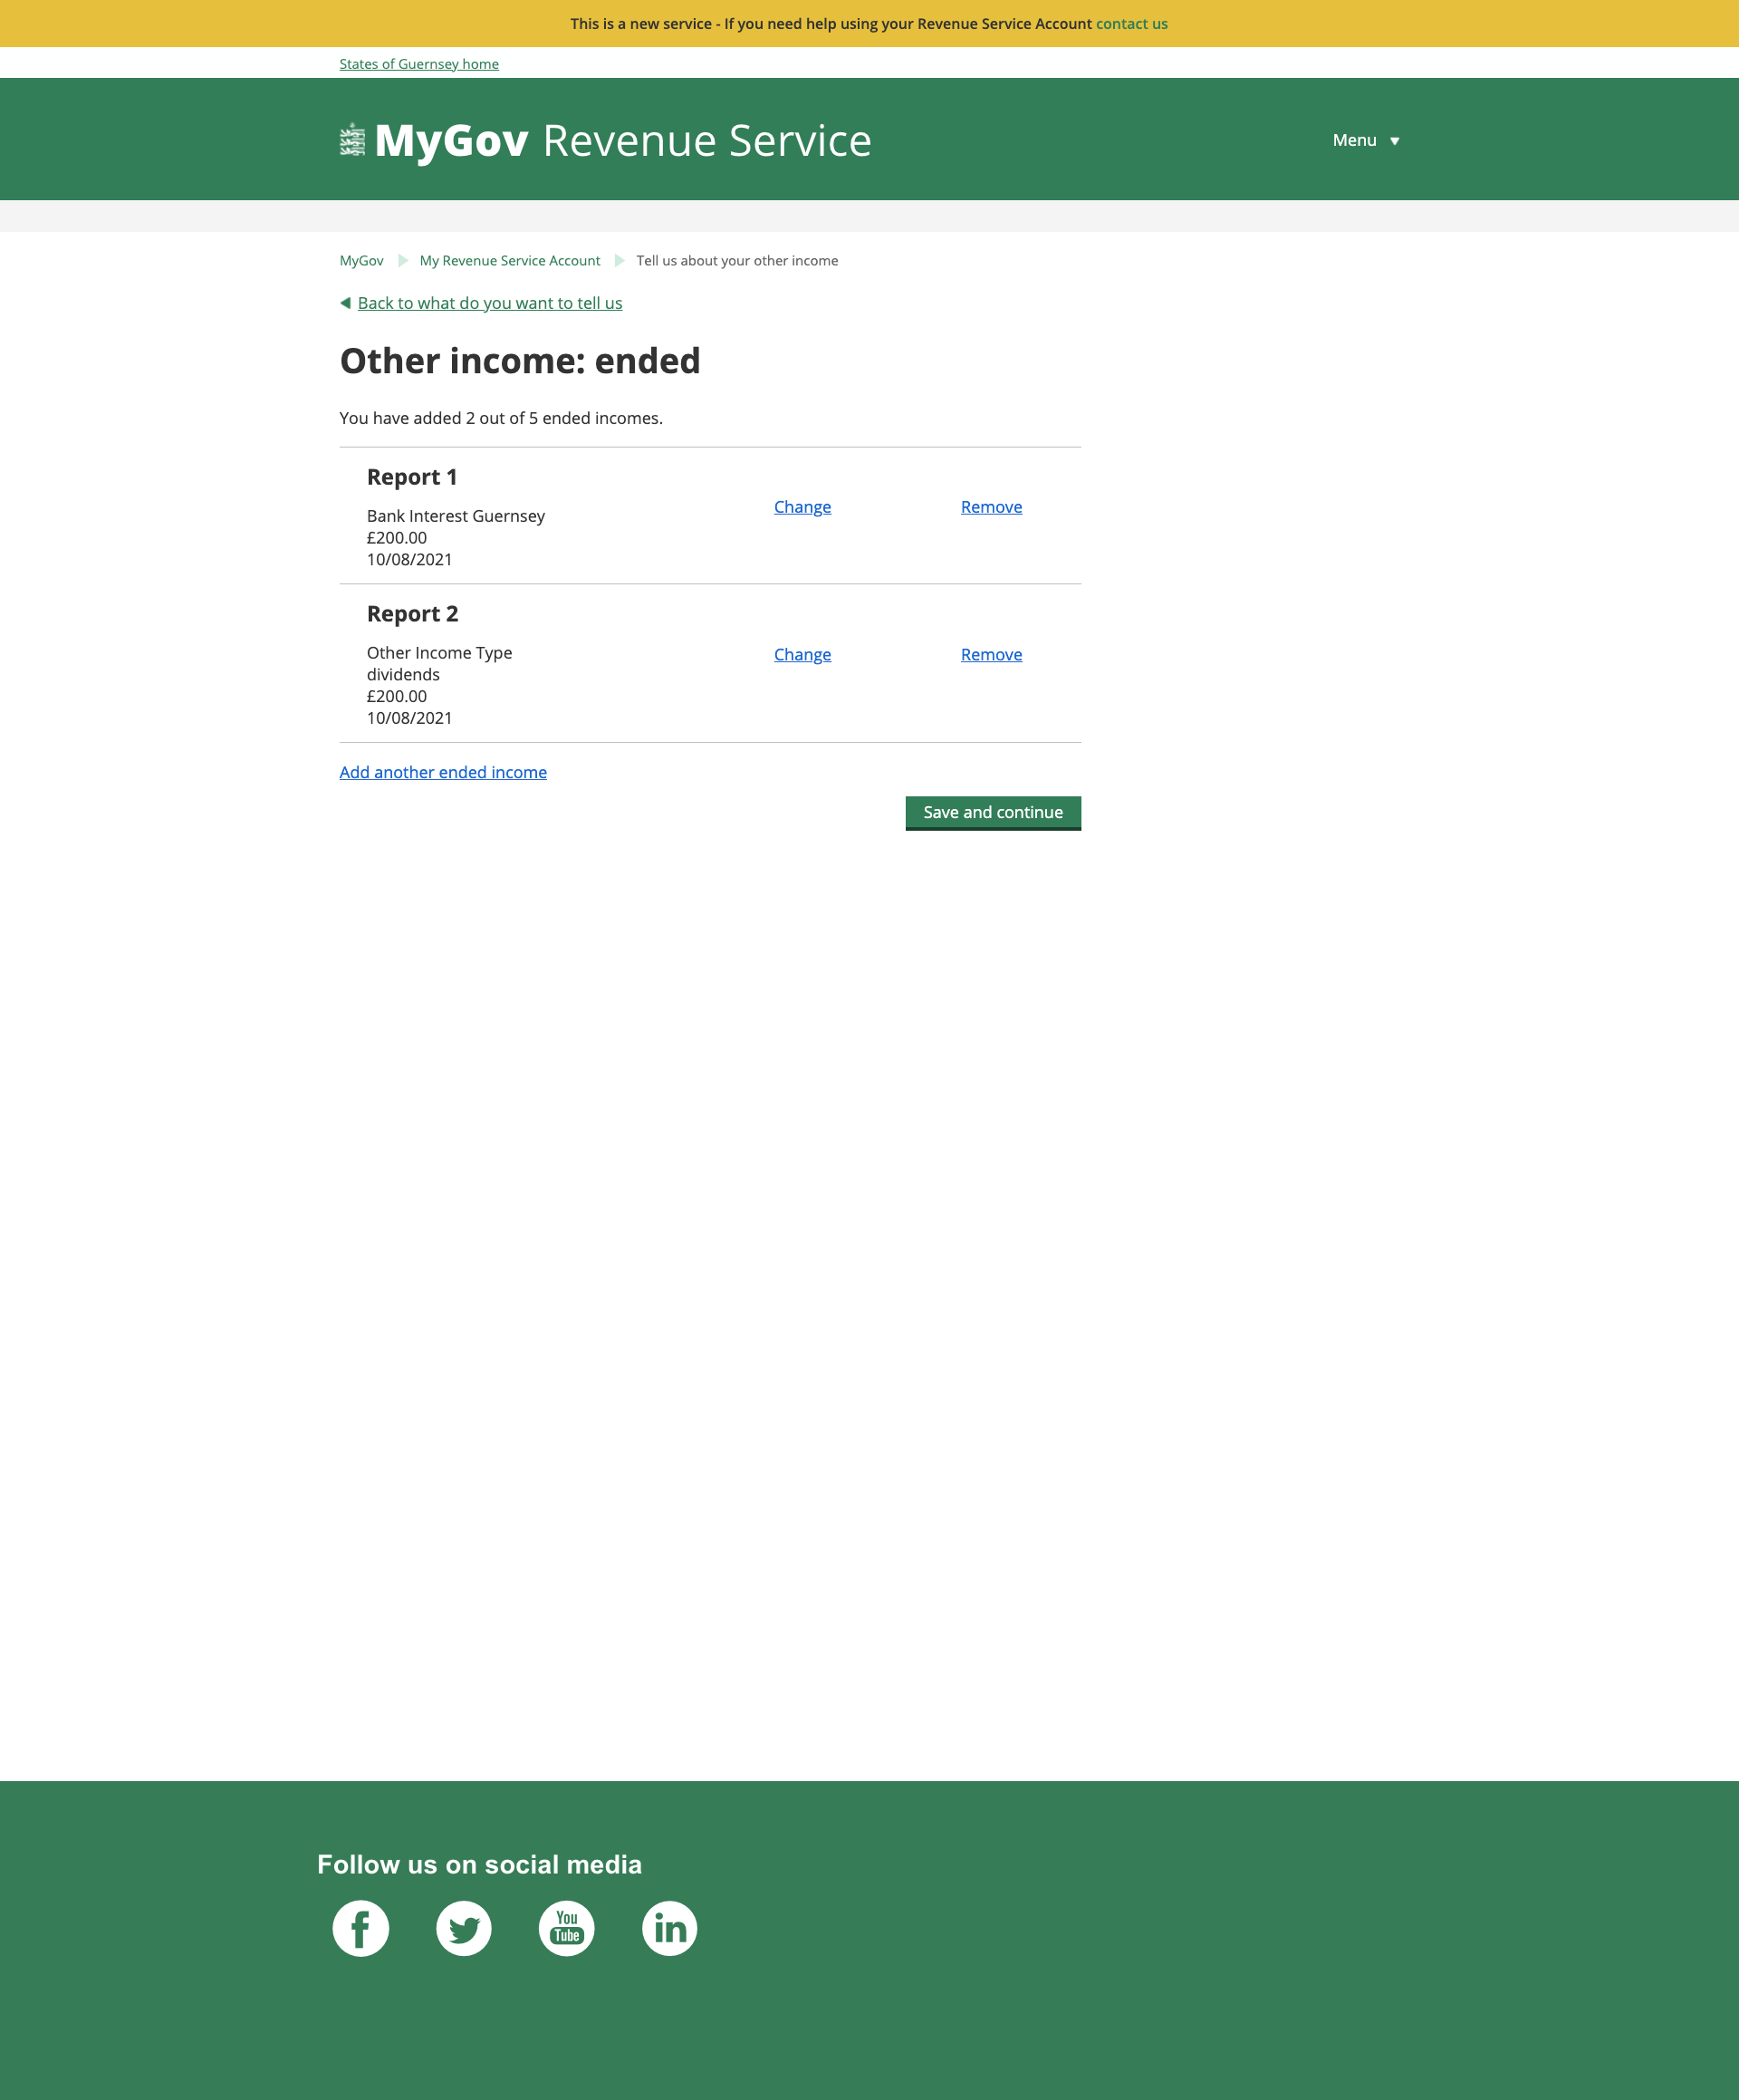 This is a new service - If you need help using your Revenue Service Account contact us
States of Guernsey home
MyGov Revenue Service
Menu
MyGov
My Revenue Service Account
Tell us about your other income
Back to what do you want to tell us
Other income: ended
You have added 2 out of 5 ended incomes.
Report 1
Bank Interest Guernsey
£200.00
10/08/2021
Change
Remove
Report 2
Other Income Type
dividends
£200.00
10/08/2021
Change
Remove
Add another ended income
Save and continue
Follow us on social media
f
You
Tube
in